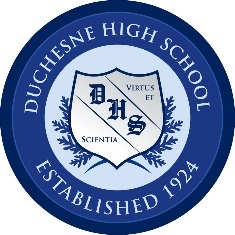 DUCHESNE HIGH SCHOOL
VIRTUS
ET
DHS
SCIENTIA
ESTABLISHED 1924